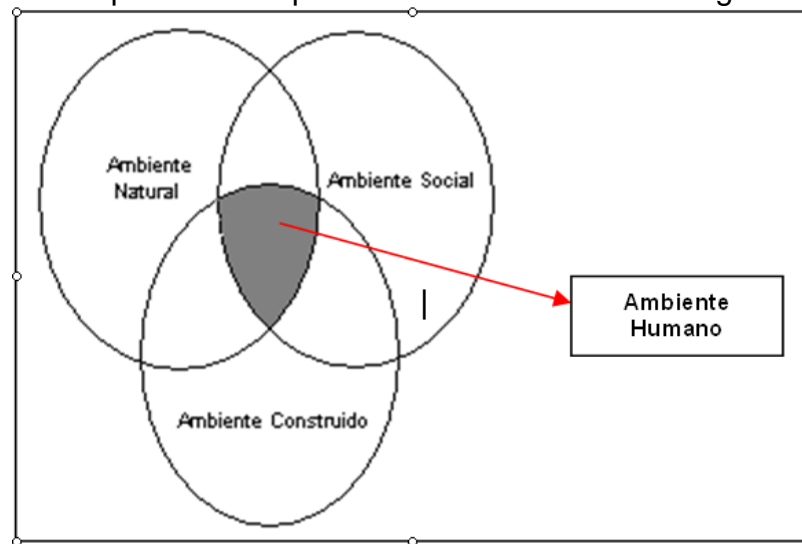 Ambiente
Natural
Ambiente Social
Ambiente Construido
Ambiente
Humano